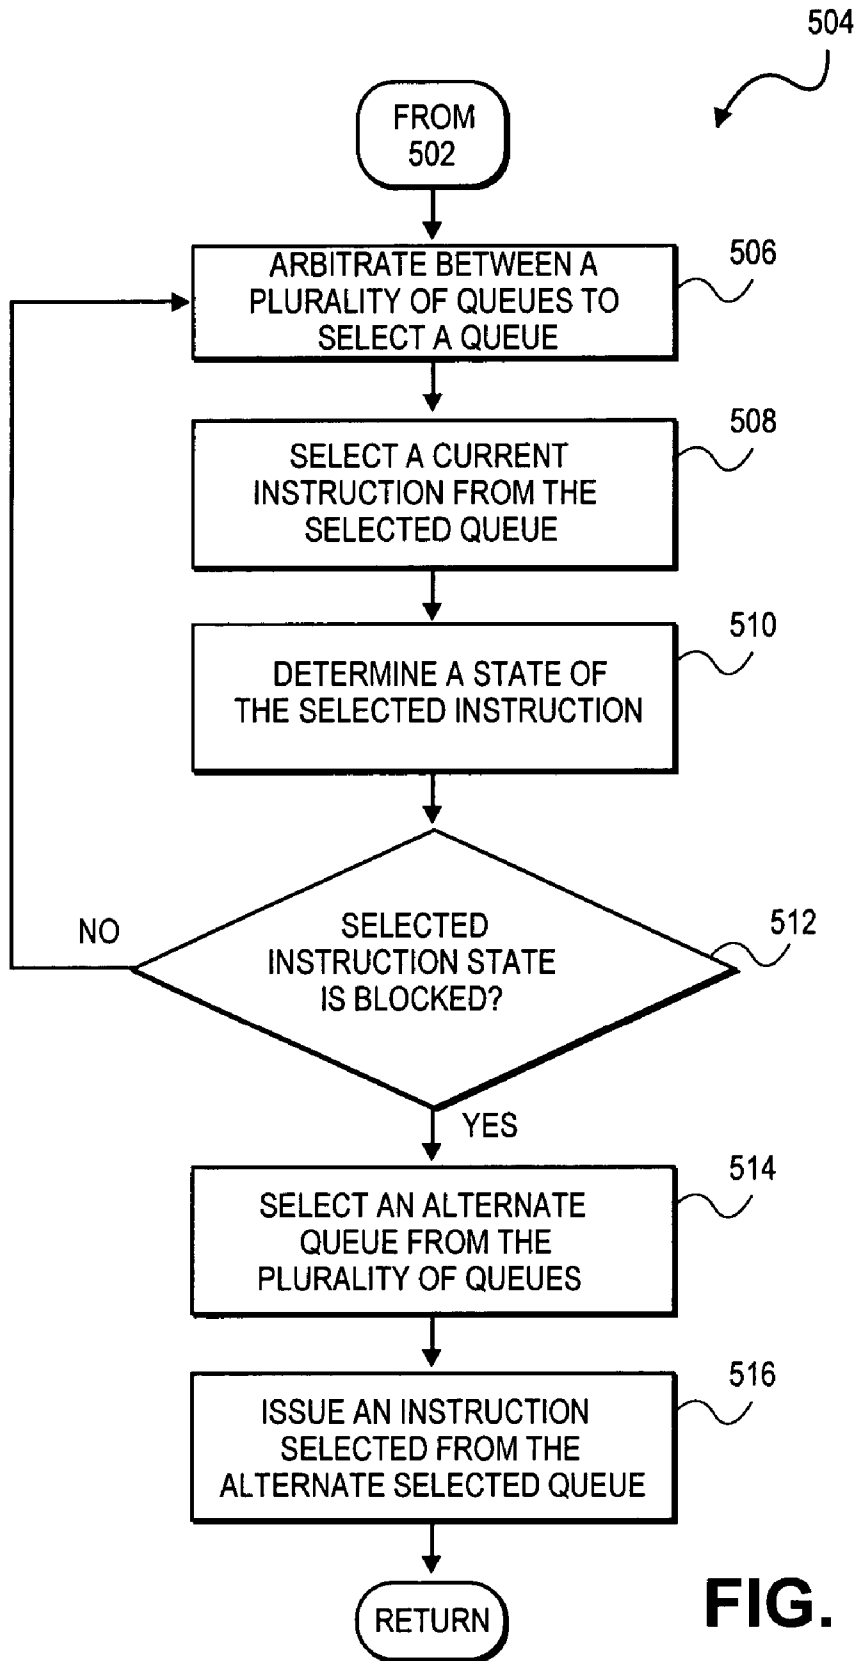 504
FROM
502
ARBITRATE BETWEEN A
PLURALITY OF QUEUES TO
SELECT A QUEUE
506
SELECT A CURRENT
INSTRUCTION FROM THE
SELECTED QUEUE
508
DETERMINE A STATE OF
THE SELECTED INSTRUCTION
510
NO
SELECTED
INSTRUCTION STATE
IS BLOCKED?
512
YES
SELECT AN ALTERNATE
QUEUE FROM THE
PLURALITY OF QUEUES
514
ISSUE AN INSTRUCTION
SELECTED FROM THE
ALTERNATE SELECTED QUEUE
516
RETURN
FIG.